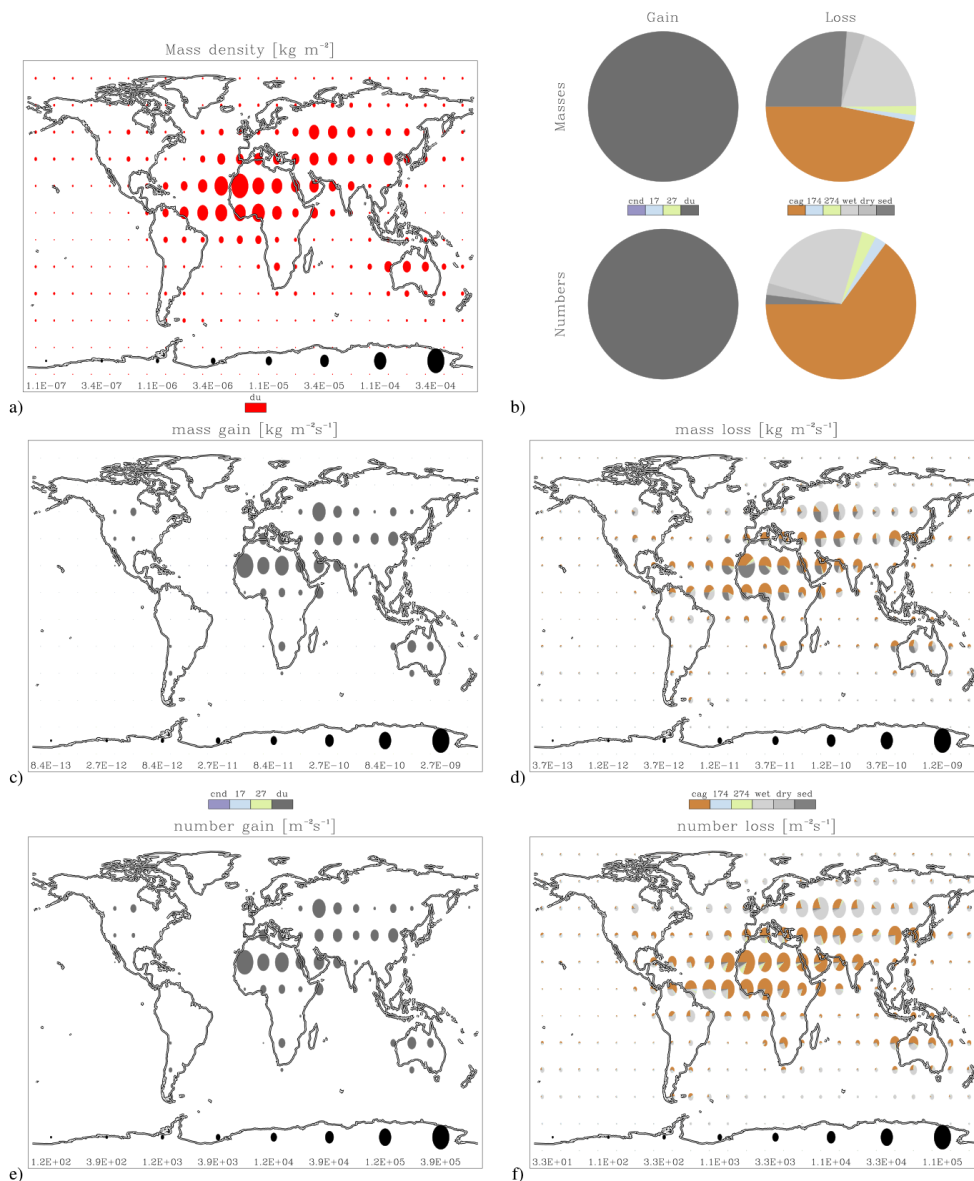 Mass density [kg m⁻²]
1.1E-07 3.4E-07 1.1E-06 3.4E-06 1.1E-05 3.4E-05 1.1E-04 3.4E-04
du
a)
Gain Loss
Masses
cnd 17 27 du
cag 174 274 wet dry sed
Numbers
b)
mass gain [kg m⁻²s⁻¹]
8.4E-13 2.7E-12 8.4E-12 2.7E-11 8.4E-11 2.7E-10 8.4E-10 2.7E-09
c)
cnd 17 27 du
mass loss [kg m⁻²s⁻¹]
3.7E-13 1.2E-12 3.7E-12 1.2E-11 3.7E-11 1.2E-10 3.7E-10 1.2E-09
d)
cag 174 274 wet dry sed
number gain [m⁻²s⁻¹]
1.2E+02 3.9E+02 1.2E+03 3.9E+03 1.2E+04 3.9E+04 1.2E+05 3.9E+05
e)
number loss [m⁻²s⁻¹]
3.3E+01 1.1E+02 3.3E+02 1.1E+03 3.3E+03 1.1E+04 3.3E+04 1.1E+05
f)